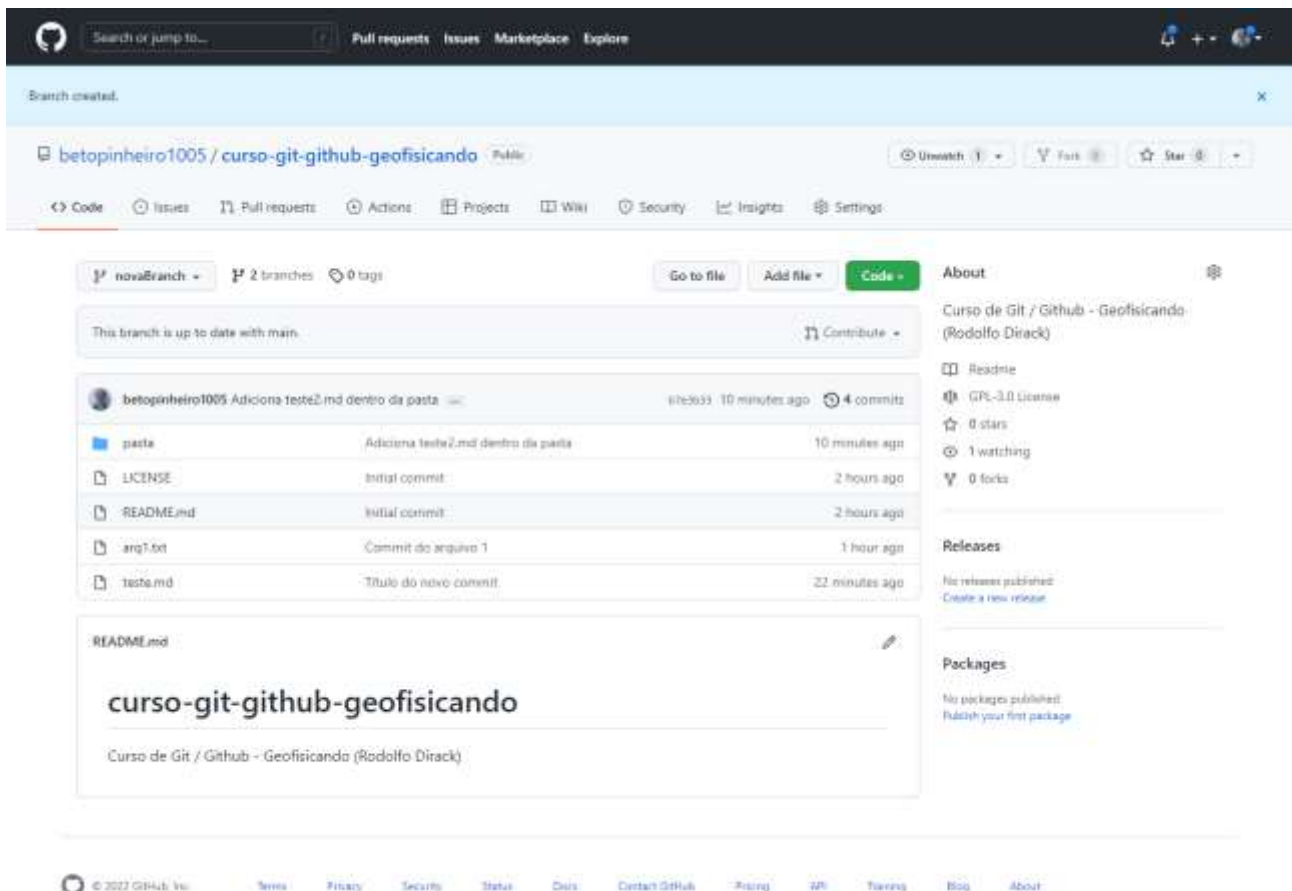 Search or jump to... / Pull requests Issues Marketplace Explore
Branch created.
betopinheiro1005 / curso-git-github-geofisicando Public
Unwatch 1 Fork 0 Star 0
Code Issues Pull requests Actions Projects Wiki Security Insights Settings
novaBranch 2 branches 0 tags Go to file Add file Code
This branch is up to date with main. Contribute
betopinheiro1005 Adiciona teste2.md dentro da pasta ... 10 minutes ago 4 commits
pasta Adiciona teste2.md dentro da pasta 10 minutes ago
LICENSE Initial commit 2 hours ago
README.md Initial commit 2 hours ago
arq1.txt Commit do arquivo 1 1 hour ago
teste.md Título do novo commit 22 minutes ago
README.md
curso-git-github-geofisicando
Curso de Git / Github - Geofisicando (Rodolfo Dirack)
About
Curso de Git / Github - Geofisicando
(Rodolfo Dirack)
Readme
GPL-3.0 License
0 stars
1 watching
0 forks
Releases
No releases published
Create a new release
Packages
No packages published
Publish your first package
© 2022 GitHub, Inc. Terms Privacy Security Status Docs Contact GitHub Pricing API Training Blog About